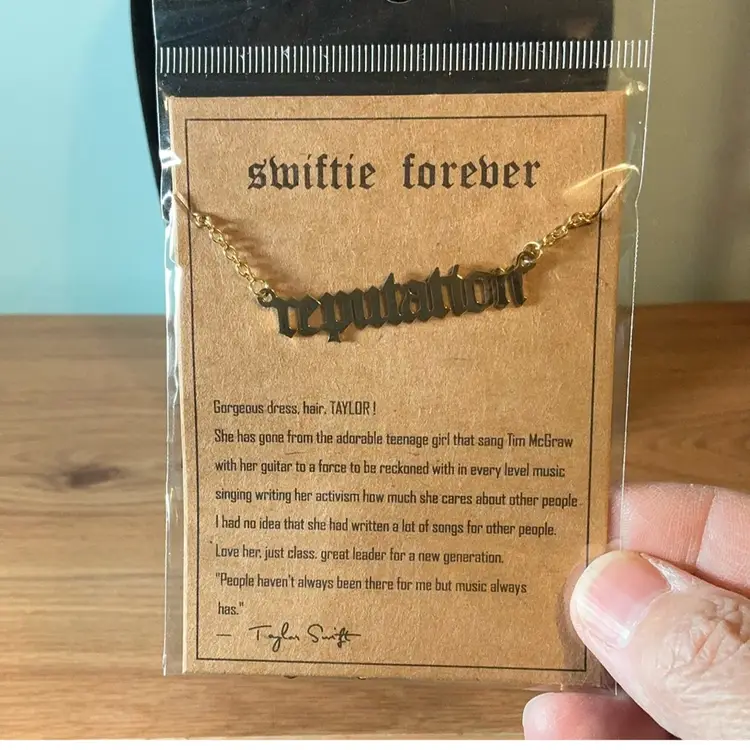 swiftie forever
reputation
Gorgeous dress, hair, TAYLOR !
She has gone from the adorable teenage girl that sang Tim McGraw
with her guitar to a force to be reckoned with in every level music
singing writing her activism how much she cares about other people
I had no idea that she had written a lot of songs for other people.
Love her, just class. great leader for a new generation.
"People haven't always been there for me but music always
has."
— Taylor Swift